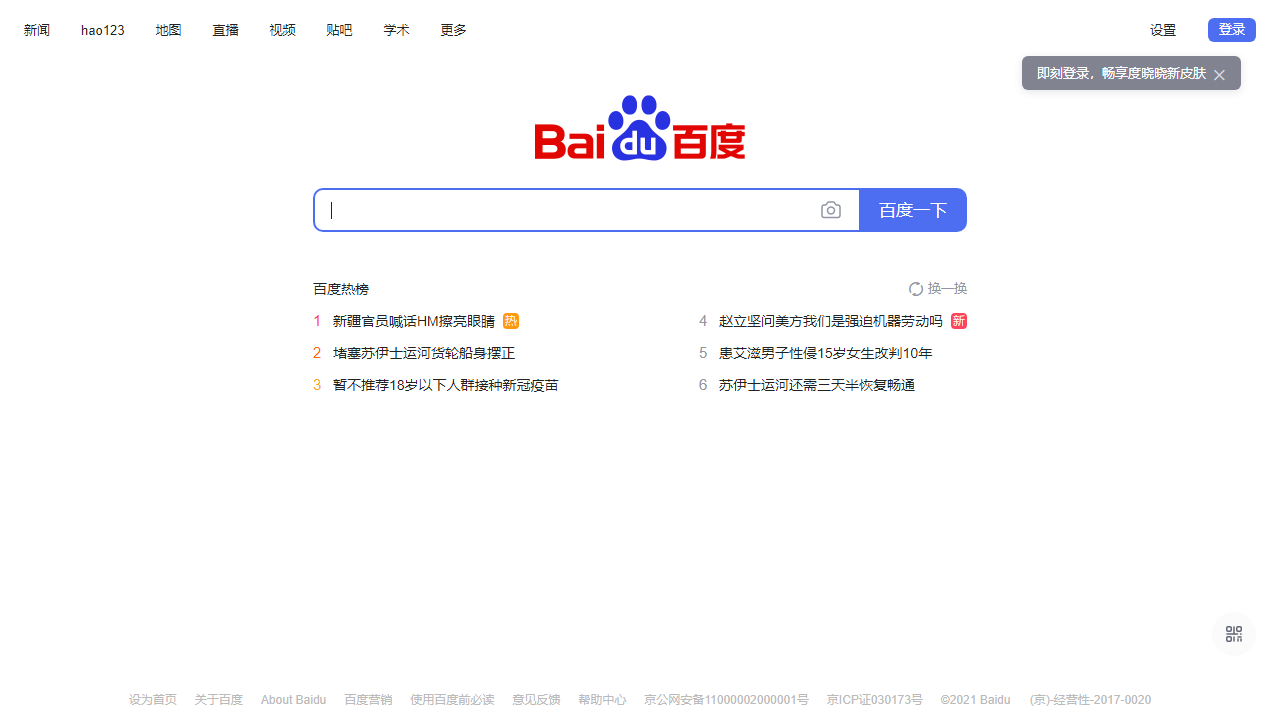 新闻 hao123 地图 直播 视频 贴吧 学术 更多 设置 登录
即刻登录，畅享度晓晓新皮肤
Baidu百度
百度一下
百度热榜 换一换
1 新疆官员喊话HM擦亮眼睛 热
2 堵塞苏伊士运河货轮船身摆正
3 暂不推荐18岁以下人群接种新冠疫苗
4 赵立坚问美方我们是强迫机器劳动吗 新
5 患艾滋男子性侵15岁女生改判10年
6 苏伊士运河还需三天半恢复畅通
设为首页 关于百度 About Baidu 百度营销 使用百度前必读 意见反馈 帮助中心 京公网安备11000002000001号 京ICP证030173号 ©2021 Baidu (京)-经营性-2017-0020